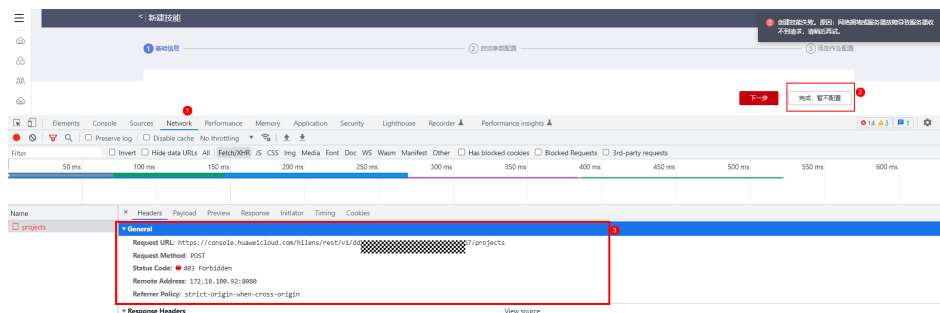 < | 新建技能
创建技能失败。原因：网络拥堵或服务器故障导致服务器收
不到请求，请稍后再试。
1 基础信息
2 启动参数配置
3 添加作业配置
下一步
完成，暂不配置
2
1
Elements Console Sources Network Performance Memory Application Security Lighthouse Recorder Performance insights
14 3 1
Preserve log Disable cache No throttling
Filter Invert Hide data URLs All Fetch/XHR JS CSS Img Media Font Doc WS Wasm Manifest Other Has blocked cookies Blocked Requests 3rd-party requests
50 ms 100 ms 150 ms 200 ms 250 ms 300 ms 350 ms 400 ms 450 ms 500 ms 550 ms 600 ms
Name × Headers Payload Preview Response Initiator Timing Cookies
projects
General
3
Request URL: https://console.huaweicloud.com/hilens/rest/v1/dd 57/projects
Request Method: POST
Status Code: 403 Forbidden
Remote Address: 172.18.100.92:8080
Referrer Policy: strict-origin-when-cross-origin
Response Headers View source